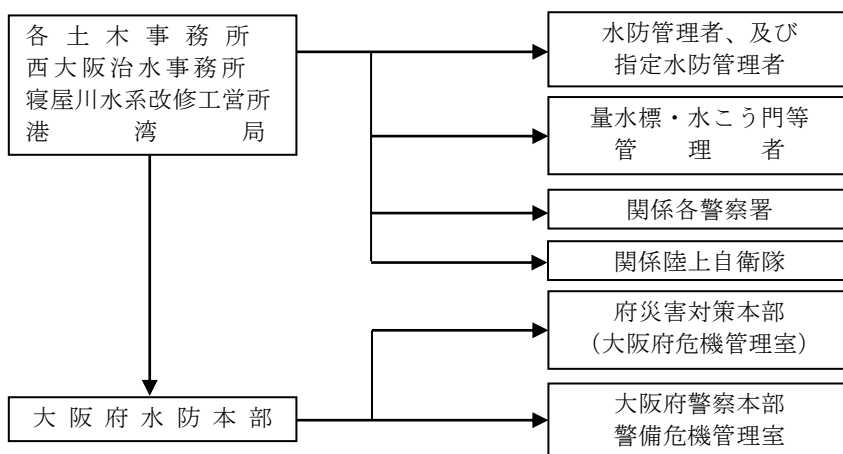 各土木事務所
西大阪治水事務所
寝屋川水系改修工営所
港湾局
水防管理者、及び
指定水防管理者
量水標・水こう門等
管理者
関係各警察署
関係陸上自衛隊
府災害対策本部
（大阪府危機管理室）
大阪府水防本部
大阪府警察本部
警備危機管理室